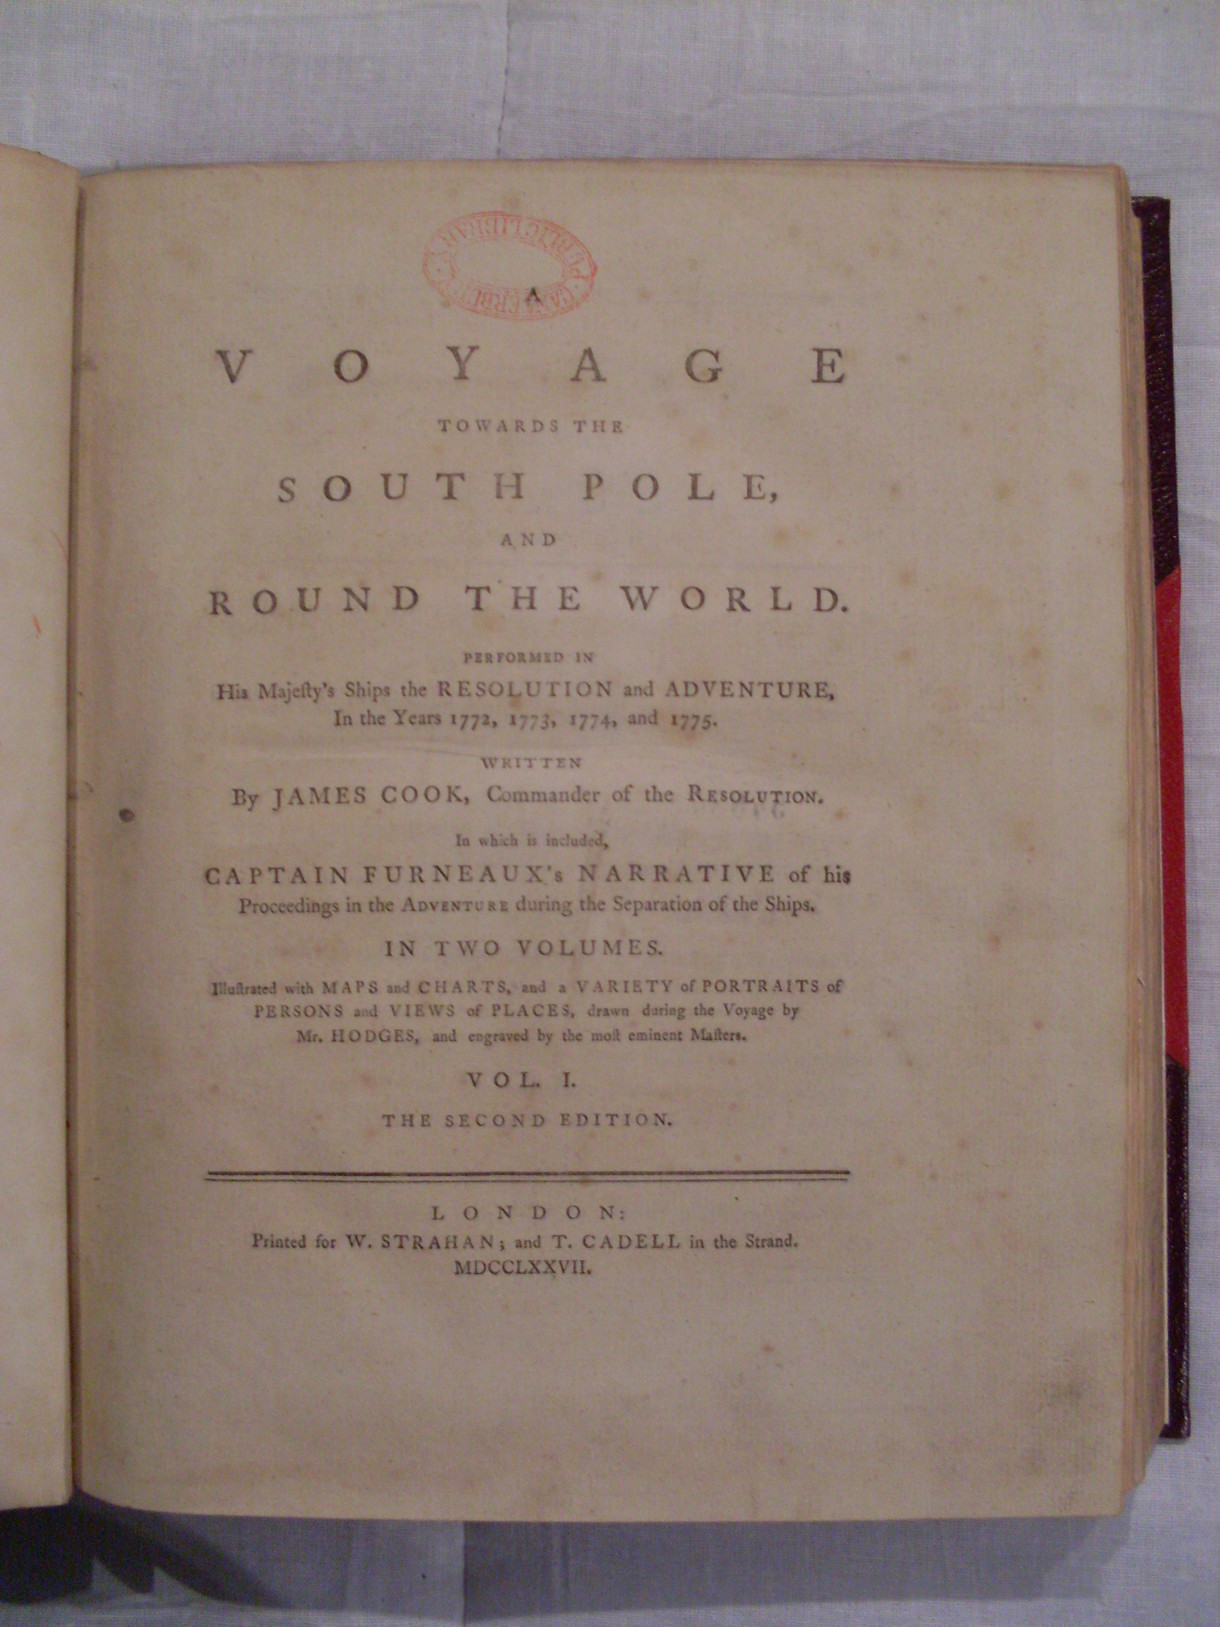 CANTERBURY PUBLIC LIBRARY
A
VOYAGE
TOWARDS THE
SOUTH POLE,
AND
ROUND THE WORLD.
PERFORMED IN
His Majeſty's Ships the RESOLUTION and ADVENTURE,
In the Years 1772, 1773, 1774, and 1775.
WRITTEN
By JAMES COOK, Commander of the RESOLUTION.
In which is included,
CAPTAIN FURNEAUX's NARRATIVE of his
Proceedings in the ADVENTURE during the Separation of the Ships.
IN TWO VOLUMES.
Illuſtrated with MAPS and CHARTS, and a VARIETY of PORTRAITS of
PERSONS and VIEWS of PLACES, drawn during the Voyage by
Mr. HODGES, and engraved by the moſt eminent Maſters.
VOL. I.
THE SECOND EDITION.
LONDON:
Printed for W. STRAHAN; and T. CADELL in the Strand.
MDCCLXXVII.